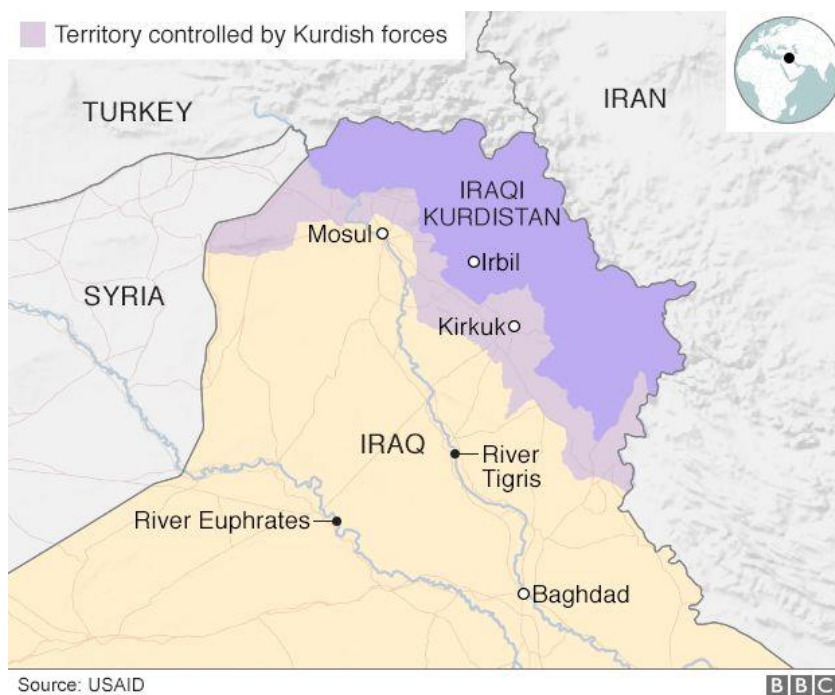 Territory controlled by Kurdish forces
TURKEY
IRAN
IRAQI
KURDISTAN
Mosul
Irbil
SYRIA
Kirkuk
IRAQ
River
Tigris
River Euphrates
Baghdad
Source: USAID
BBC